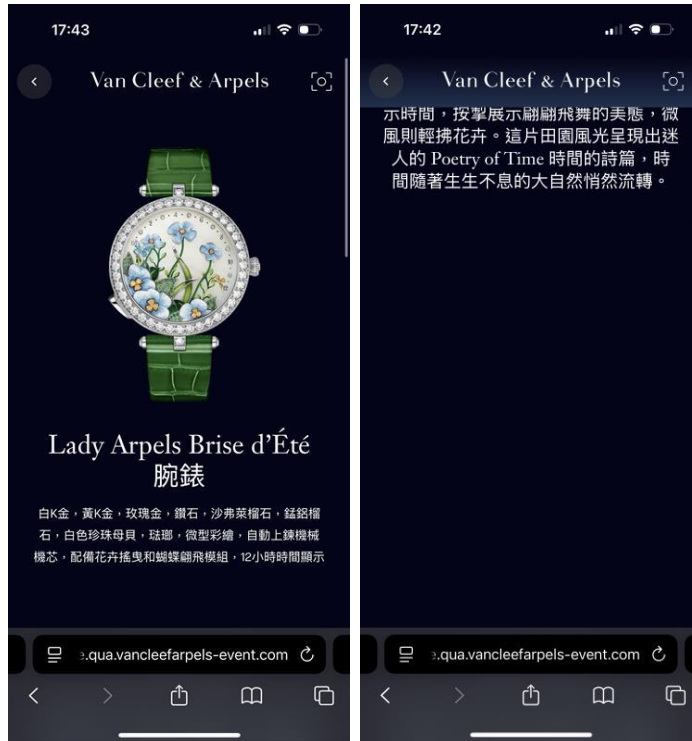 17:43
Van Cleef & Arpels
Lady Arpels Brise d’Été
腕錶
白K金，黃K金，玫瑰金，鑽石，沙弗萊榴石，錳鋁榴
石，白色珍珠母貝，琺瑯，微型彩繪，自動上鍊機械
機芯，配備花卉搖曳和蝴蝶翩飛模組，12小時時間顯示
.qua.vancleefarpels-event.com
17:42
Van Cleef & Arpels
示時間，按掣展示翩翩飛舞的美態，微
風則輕拂花卉。這片田園風光呈現出迷
人的 Poetry of Time 時間的詩篇，時
間隨著生生不息的大自然悄然流轉。
.qua.vancleefarpels-event.com